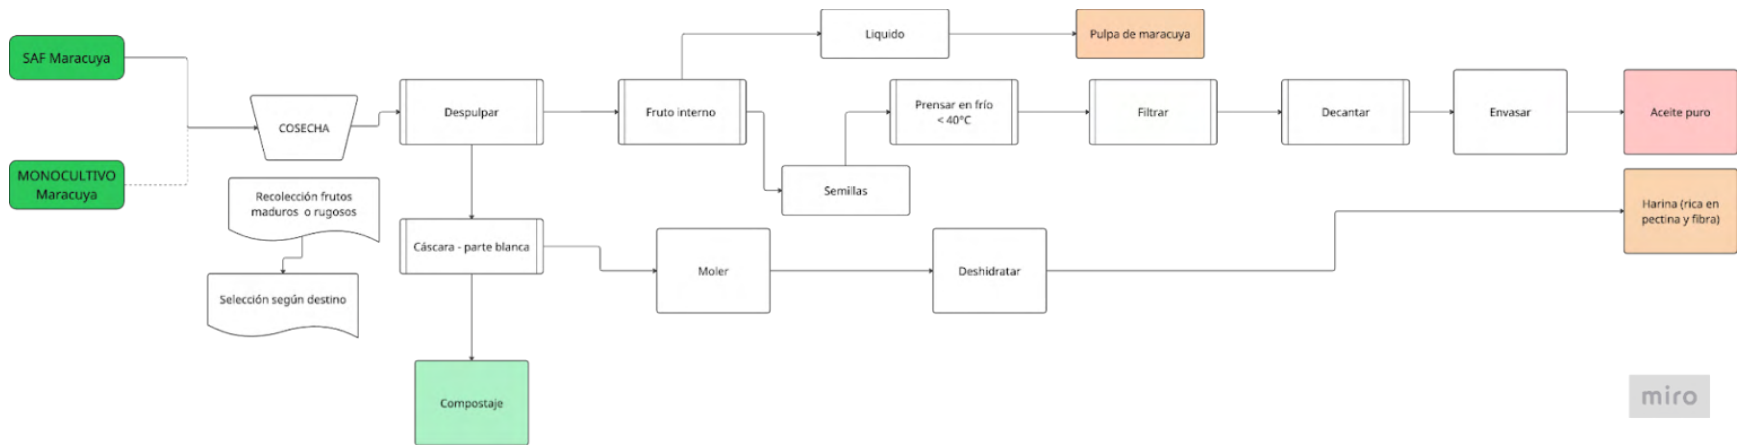 SAF Maracuya
MONOCULTIVO
Maracuya
COSECHA
Recolección frutos
maduros o rugosos
Selección según destino
Despulpar
Cáscara - parte blanca
Compostaje
Fruto interno
Liquido
Pulpa de maracuya
Semillas
Prensar en frío
< 40°C
Filtrar
Decantar
Envasar
Aceite puro
Moler
Deshidratar
Harina (rica en
pectina y fibra)
miro